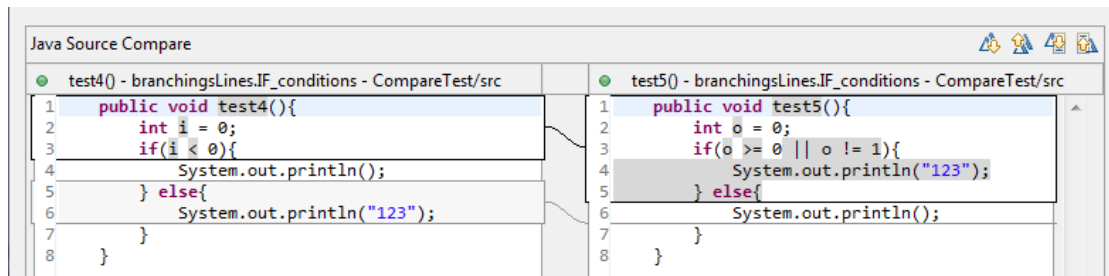 Java Source Compare
test4() - branchingsLines.IF_conditions - CompareTest/src
1 public void test4(){
2 int i = 0;
3 if(i < 0){
4 System.out.println();
5 } else{
6 System.out.println("123");
7 }
8 }
test5() - branchingsLines.IF_conditions - CompareTest/src
1 public void test5(){
2 int o = 0;
3 if(o >= 0 || o != 1){
4 System.out.println("123");
5 } else{
6 System.out.println();
7 }
8 }